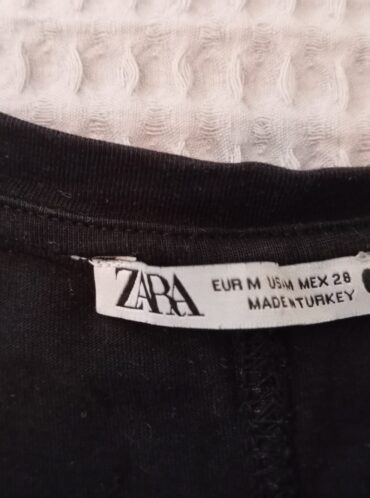 ZARA
EUR M USA M MEX 28
MADE IN TURKEY